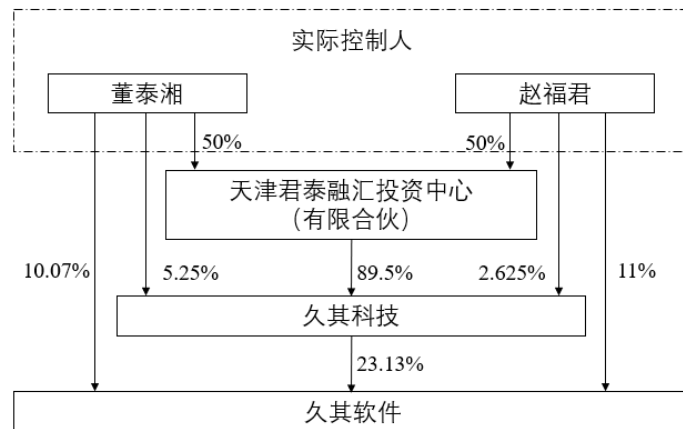 实际控制人
董泰湘
赵福君
50%
50%
天津君泰融汇投资中心
（有限合伙）
10.07%
5.25%
89.5%
2.625%
11%
久其科技
23.13%
久其软件